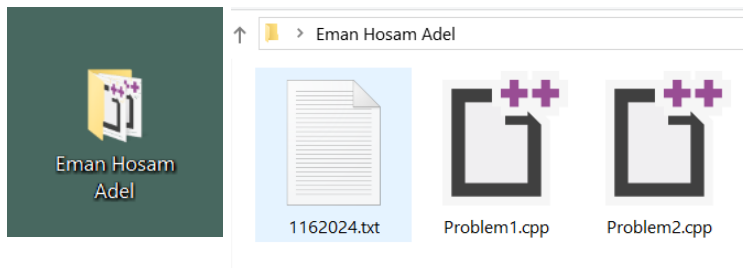 Eman Hosam
Adel
Eman Hosam Adel
1162024.txt
Problem1.cpp
Problem2.cpp